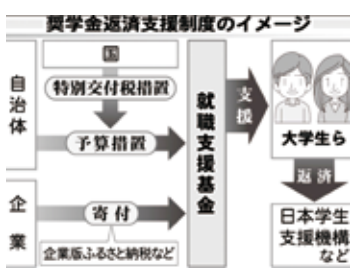 奨学金返済支援制度のイメージ
国
特別交付税措置
自治体
予算措置
企業
寄付
企業版ふるさと納税など
就職支援基金
支援
大学生ら
返済
日本学生
支援機構
など